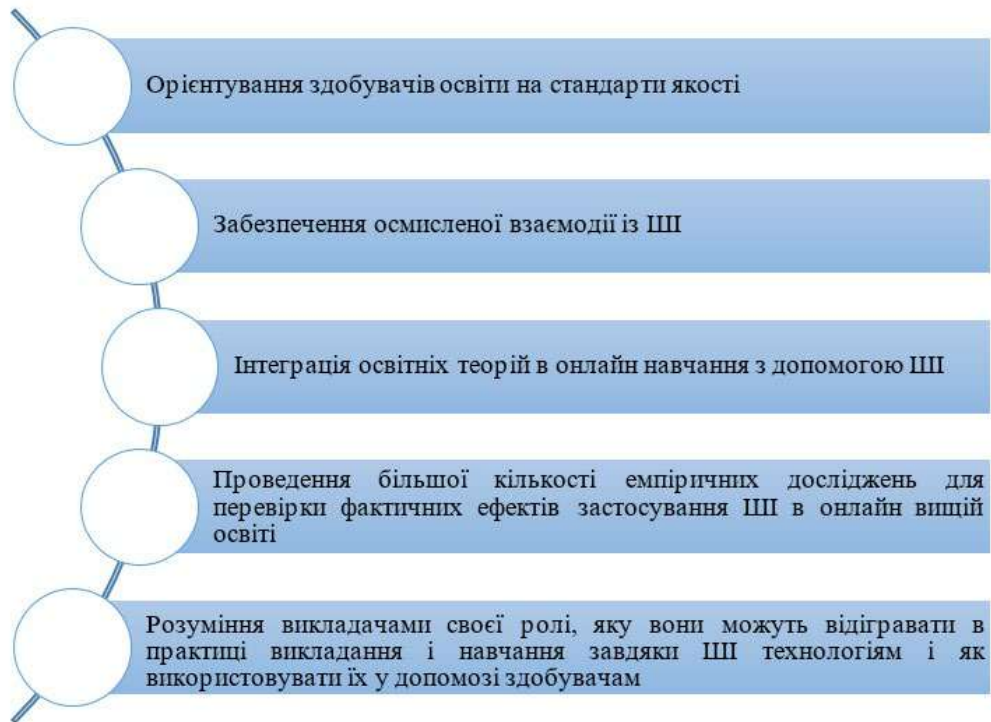 Орієнтування здобувачів освіти на стандарти якості
Забезпечення осмисленої взаємодії із ШІ
Інтеграція освітніх теорій в онлайн навчання з допомогою ШІ
Проведення більшої кількості емпіричних досліджень для
перевірки фактичних ефектів застосування ШІ в онлайн вищій
освіті
Розуміння викладачами своєї ролі, яку вони можуть відігравати в
практиці викладання і навчання завдяки ШІ технологіям і як
використовувати їх у допомозі здобувачам